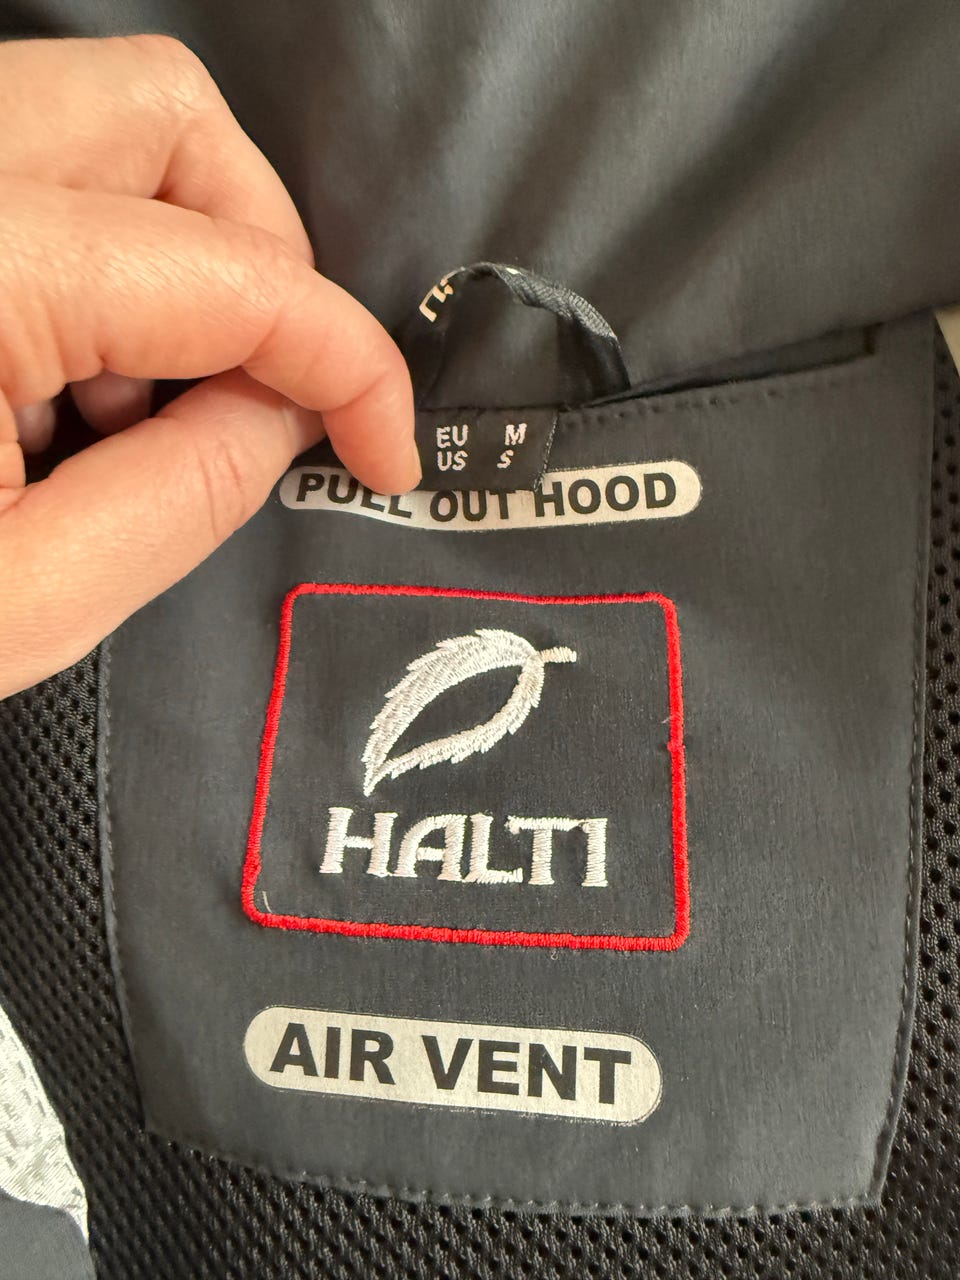 EU M
US S
PULL OUT HOOD
HALTI
AIR VENT